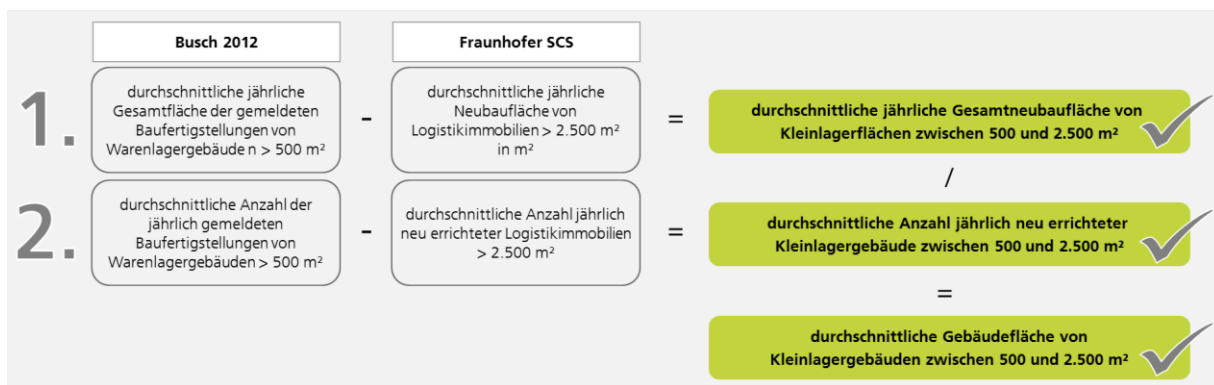 Busch 2012
Fraunhofer SCS
1.
durchschnittliche jährliche
Gesamtfläche der gemeldeten
Baufertigstellungen von
Warenlagergebäude n > 500 m²
-
durchschnittliche jährliche
Neubaufläche von
Logistikimmobilien > 2.500 m²
in m²
=
durchschnittliche jährliche Gesamtneubaufläche von
Kleinlagerflächen zwischen 500 und 2.500 m²
/
2.
durchschnittliche Anzahl der
jährlich gemeldeten
Baufertigstellungen von
Warenlagergebäuden > 500 m²
-
durchschnittliche Anzahl jährlich
neu errichteter Logistikimmobilien
> 2.500 m²
=
durchschnittliche Anzahl jährlich neu errichteter
Kleinlagergebäude zwischen 500 und 2.500 m²
=
durchschnittliche Gebäudefläche von
Kleinlagergebäuden zwischen 500 und 2.500 m²